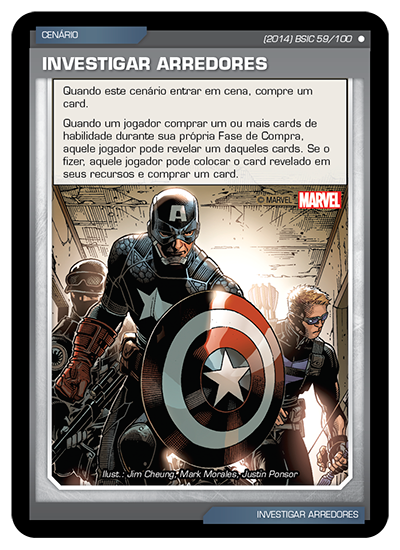 CENÁRIO
(2014) BSIC 59/100 ●
INVESTIGAR ARREDORES
Quando este cenário entrar em cena, compre um
card.
Quando um jogador comprar um ou mais cards de
habilidade durante sua própria Fase de Compra,
aquele jogador pode revelar um daqueles cards. Se o
fizer, aquele jogador pode colocar o card revelado em
seus recursos e comprar um card.
© MARVEL
MARVEL
A
Ilust.: Jim Cheung, Mark Morales, Justin Ponsor
INVESTIGAR ARREDORES